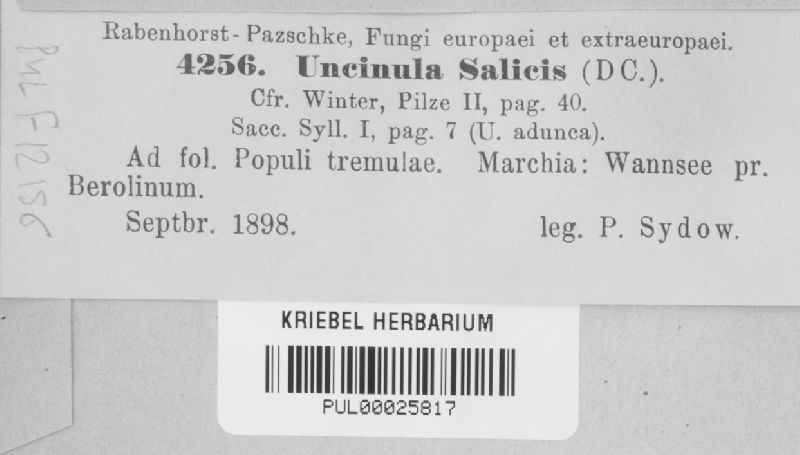 Rabenhorst-Pazschke, Fungi europaei et extraeuropaei.
4256. Uncinula Salicis (DC.).
Cfr. Winter, Pilze II, pag. 40.
Sacc. Syll. I, pag. 7 (U. adunca).
Ad fol. Populi tremulae. Marchia: Wannsee pr.
Berolinum.
Septbr. 1898. leg. P. Sydow.
PUL F12156
KRIEBEL HERBARIUM
PUL00025817